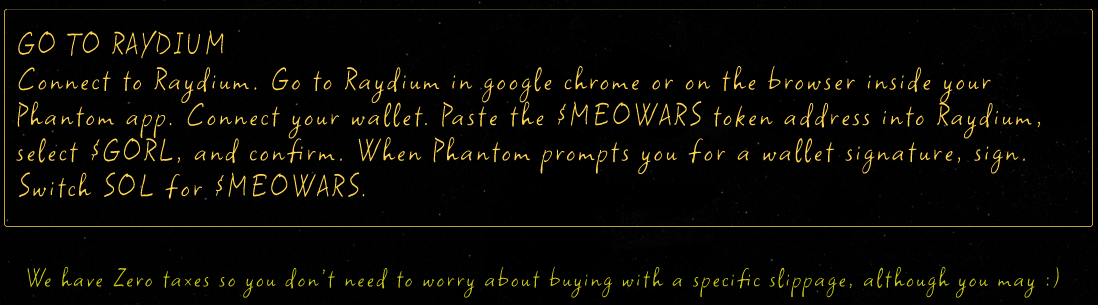 GO TO RAYDIUM
Connect to Raydium. Go to Raydium in google chrome or on the browser inside your
Phantom app. Connect your wallet. Paste the $MEOWARS token address into Raydium,
select $GORL, and confirm. When Phantom prompts you for a wallet signature, sign.
Switch SOL for $MEOWARS.
We have Zero taxes so you don't need to worry about buying with a specific slippage, although you may :)